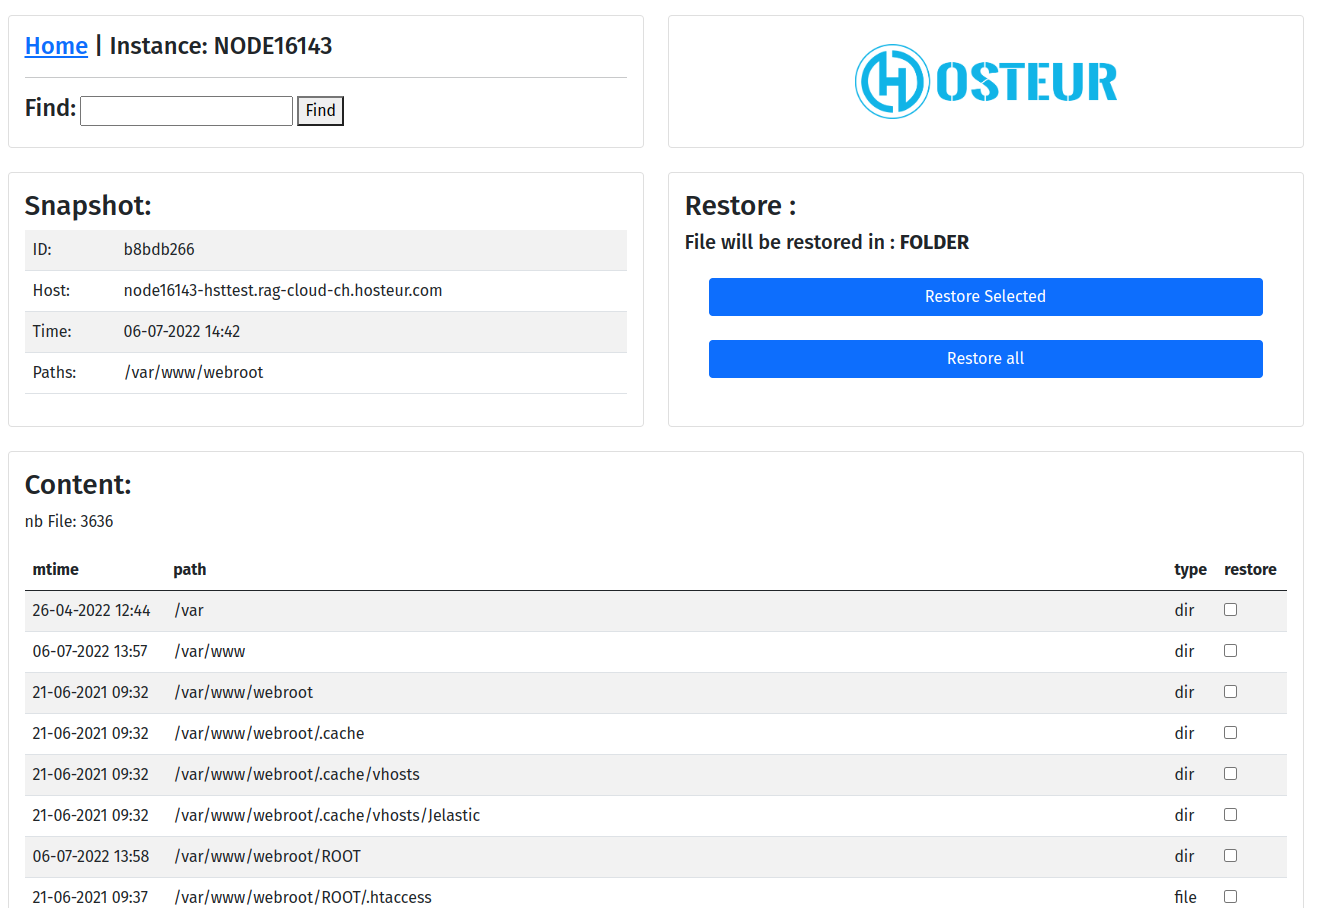 Home | Instance: NODE16143
Find: Find
HOSTEUR
Snapshot:
ID: b8bdb266
Host: node16143-hsttest.rag-cloud-ch.hosteur.com
Time: 06-07-2022 14:42
Paths: /var/www/webroot
Restore :
File will be restored in : FOLDER
Restore Selected
Restore all
Content:
nb File: 3636
mtime path type restore
26-04-2022 12:44 /var dir
06-07-2022 13:57 /var/www dir
21-06-2021 09:32 /var/www/webroot dir
21-06-2021 09:32 /var/www/webroot/.cache dir
21-06-2021 09:32 /var/www/webroot/.cache/vhosts dir
21-06-2021 09:32 /var/www/webroot/.cache/vhosts/Jelastic dir
06-07-2022 13:58 /var/www/webroot/ROOT dir
21-06-2021 09:37 /var/www/webroot/ROOT/.htaccess file